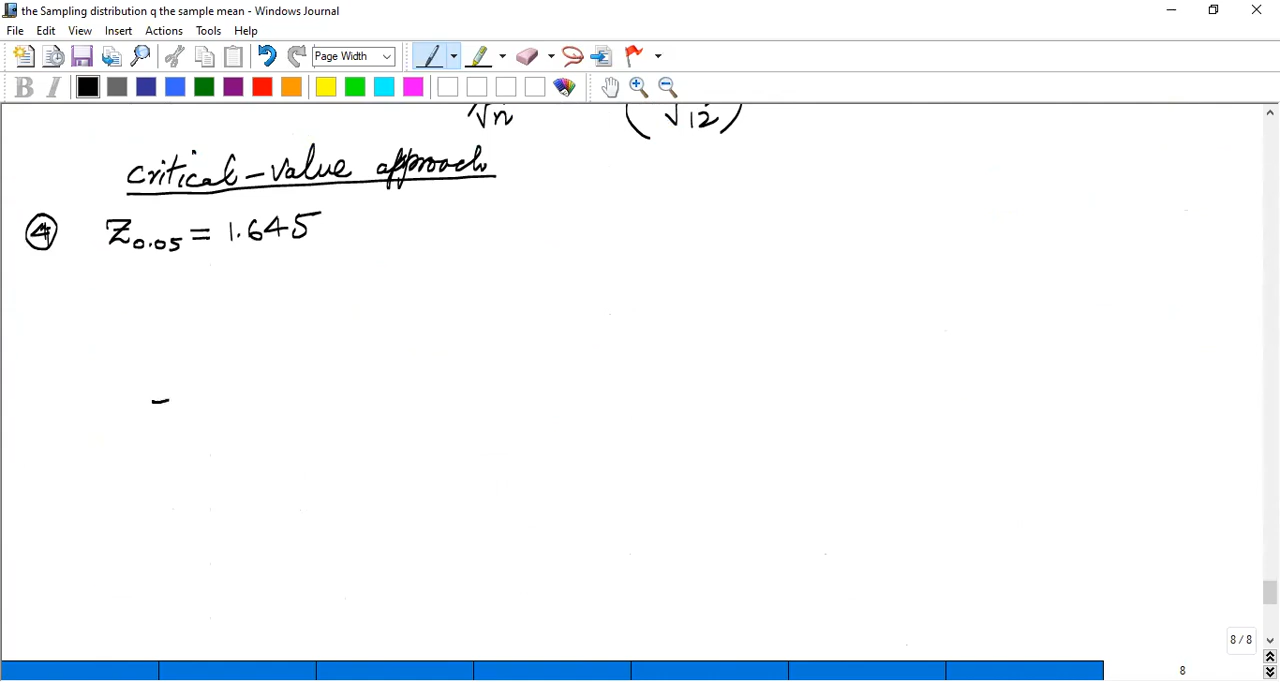 the Sampling distribution q the sample mean - Windows Journal
File Edit View Insert Actions Tools Help
Page Width
B I
√n (√12)
critical-value approach
④ Z0.05 = 1.645
-
8 / 8
8